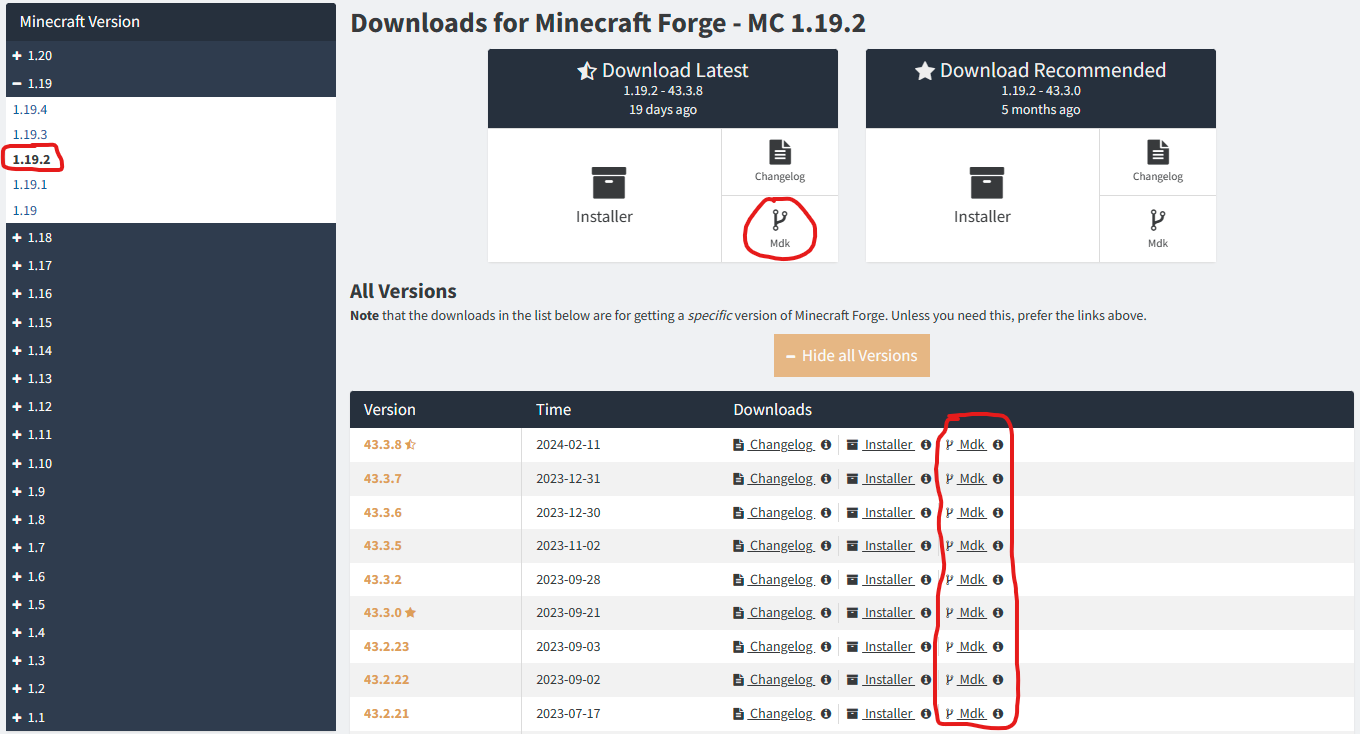 Minecraft Version
1.20
1.19
1.19.4
1.19.3
1.19.2
1.19.1
1.19
1.18
1.17
1.16
1.15
1.14
1.13
1.12
1.11
1.10
1.9
1.8
1.7
1.6
1.5
1.4
1.3
1.2
1.1
Downloads for Minecraft Forge - MC 1.19.2
Download Latest
1.19.2 - 43.3.8
19 days ago
Installer
Changelog
Mdk
Download Recommended
1.19.2 - 43.3.0
5 months ago
Installer
Changelog
Mdk
All Versions
Note that the downloads in the list below are for getting a specific version of Minecraft Forge. Unless you need this, prefer the links above.
Hide all Versions
Version Time Downloads
43.3.8 2024-02-11 Changelog Installer Mdk
43.3.7 2023-12-31 Changelog Installer Mdk
43.3.6 2023-12-30 Changelog Installer Mdk
43.3.5 2023-11-02 Changelog Installer Mdk
43.3.2 2023-09-28 Changelog Installer Mdk
43.3.0 2023-09-21 Changelog Installer Mdk
43.2.23 2023-09-03 Changelog Installer Mdk
43.2.22 2023-09-02 Changelog Installer Mdk
43.2.21 2023-07-17 Changelog Installer Mdk